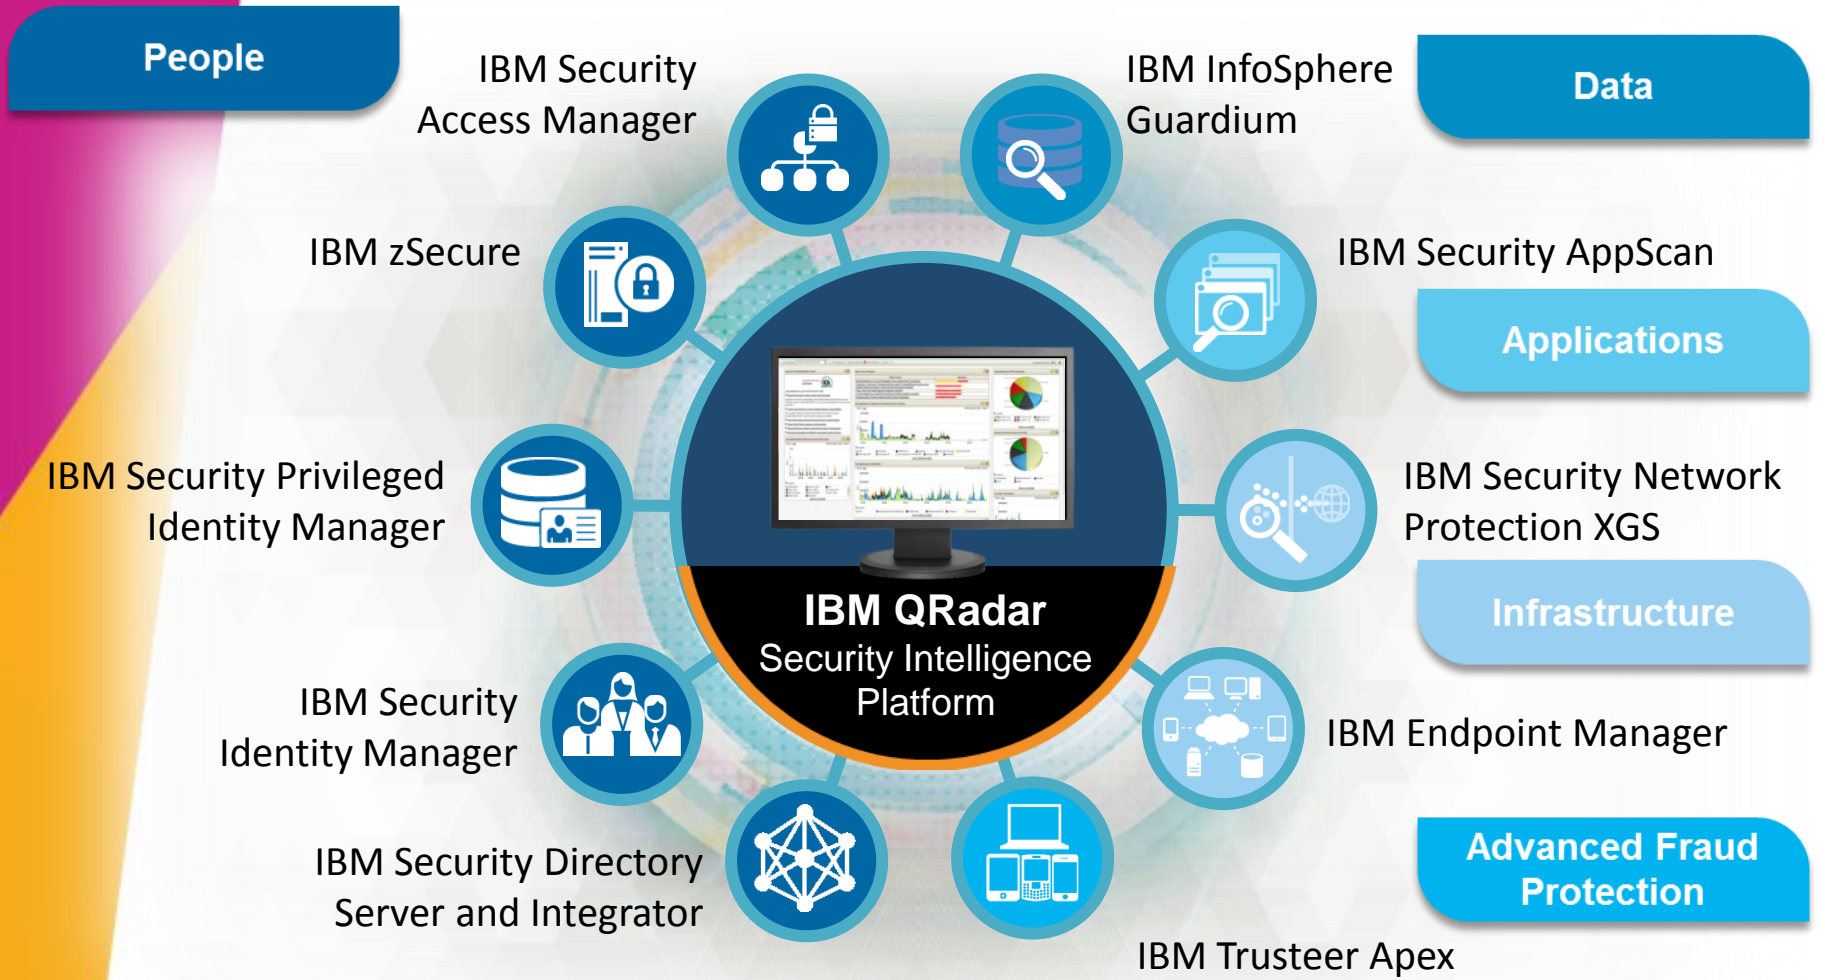 People
IBM Security
Access Manager
IBM InfoSphere
Guardium
Data
IBM zSecure
IBM Security AppScan
Applications
IBM Security Privileged
Identity Manager
IBM Security Network
Protection XGS
IBM QRadar
Security Intelligence
Platform
Infrastructure
IBM Security
Identity Manager
IBM Endpoint Manager
IBM Security Directory
Server and Integrator
Advanced Fraud
Protection
IBM Trusteer Apex